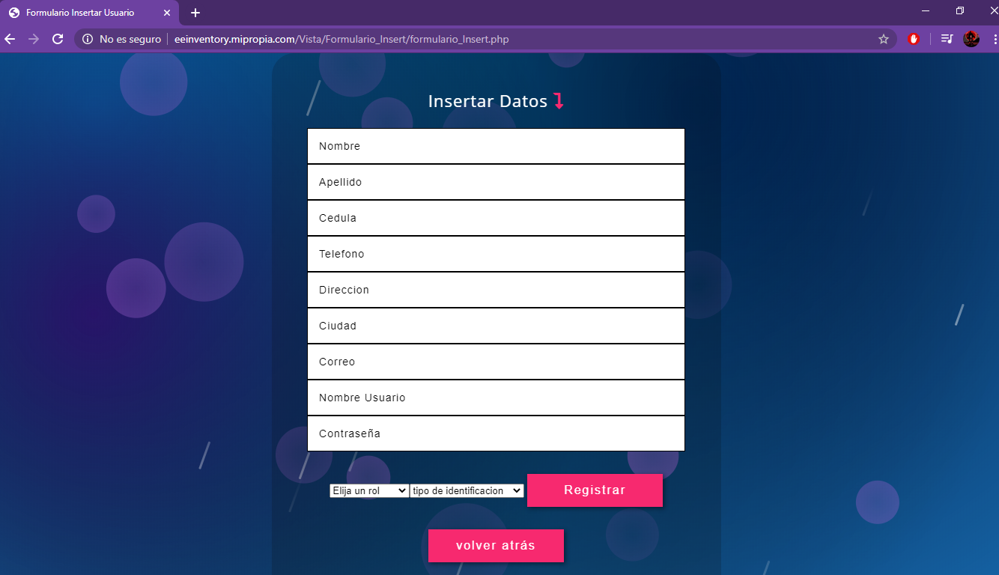 Formulario Insertar Usuario
No es seguro eeinventory.mipropia.com/Vista/Formulario_Insert/formulario_Insert.php
Insertar Datos
Nombre
Apellido
Cedula
Telefono
Direccion
Ciudad
Correo
Nombre Usuario
Contraseña
Elija un rol tipo de identificacion Registrar
volver atrás